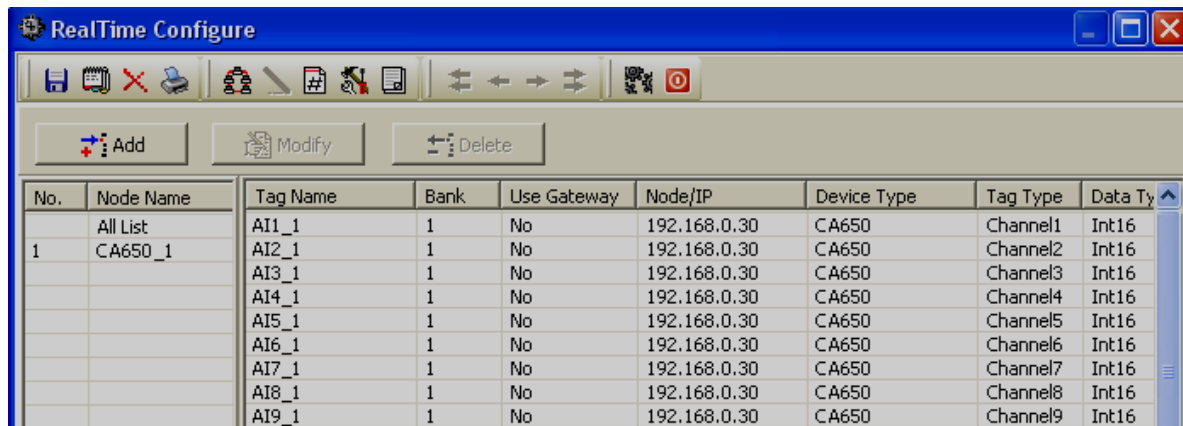 RealTime Configure
Add Modify Delete
No. Node Name Tag Name Bank Use Gateway Node/IP Device Type Tag Type Data Ty
All List AI1_1 1 No 192.168.0.30 CA650 Channel1 Int16
1 CA650_1 AI2_1 1 No 192.168.0.30 CA650 Channel2 Int16
AI3_1 1 No 192.168.0.30 CA650 Channel3 Int16
AI4_1 1 No 192.168.0.30 CA650 Channel4 Int16
AI5_1 1 No 192.168.0.30 CA650 Channel5 Int16
AI6_1 1 No 192.168.0.30 CA650 Channel6 Int16
AI7_1 1 No 192.168.0.30 CA650 Channel7 Int16
AI8_1 1 No 192.168.0.30 CA650 Channel8 Int16
AI9_1 1 No 192.168.0.30 CA650 Channel9 Int16